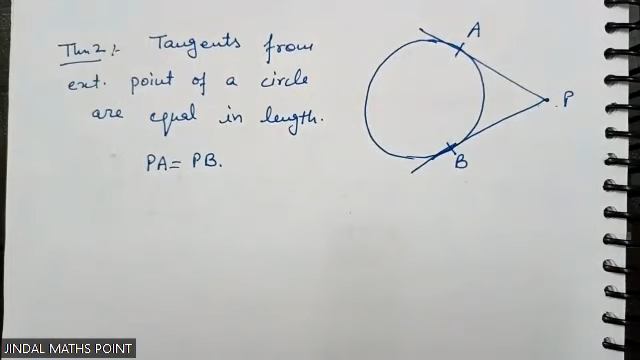 Thm 2:- Tangents from
ext. point of a circle
are equal in length.
PA = PB.
A
P
B
JINDAL MATHS POINT